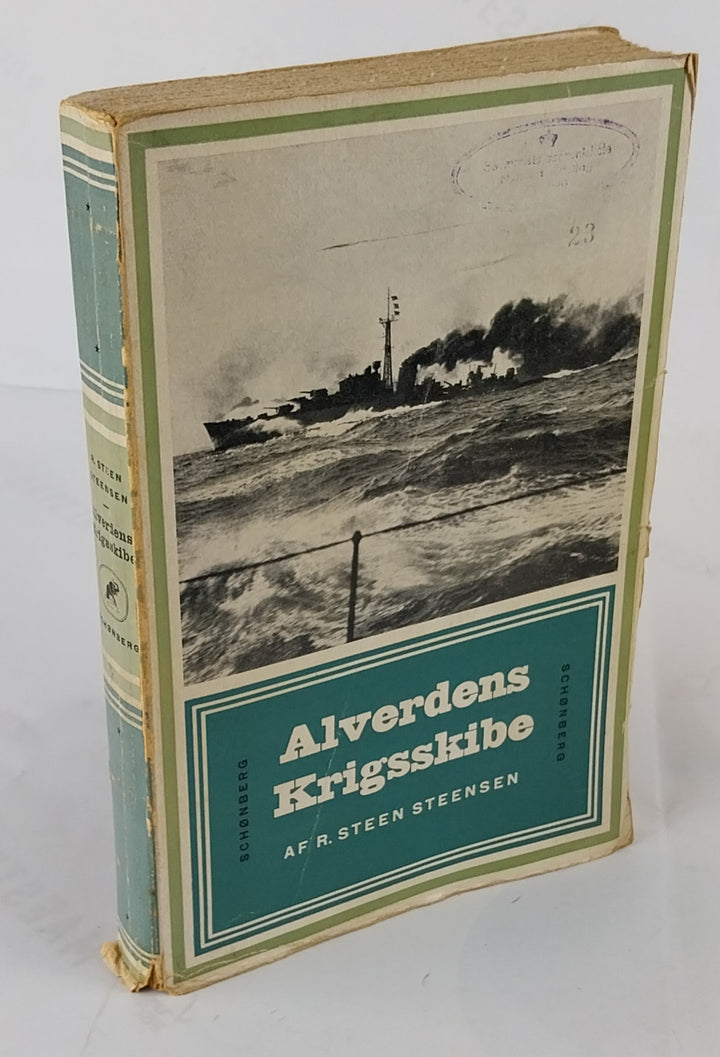 23
Alverdens
Krigsskibe
AF R. STEEN STEENSEN
SCHØNBERG
SCHØNBERG
R. STEEN
STEENSEN
Alverdens
Krigsskibe
SCHØNBERG